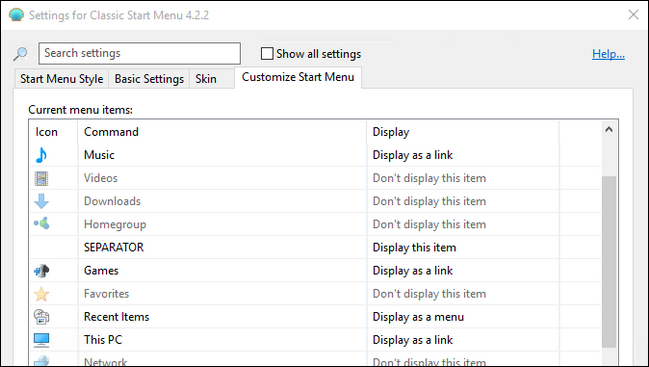 Settings for Classic Start Menu 4.2.2
Search settings
Show all settings
Help...
Start Menu Style Basic Settings Skin Customize Start Menu
Current menu items:
Icon Command Display
Music Display as a link
Videos Don't display this item
Downloads Don't display this item
Homegroup Don't display this item
SEPARATOR Display this item
Games Display as a link
Favorites Don't display this item
Recent Items Display as a menu
This PC Display as a link
Network Don't display this item